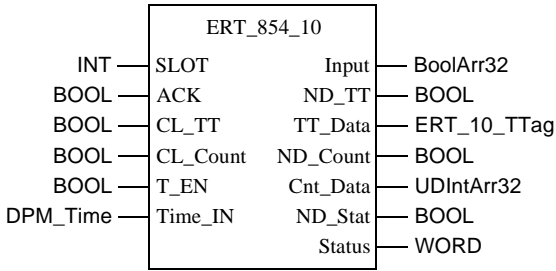 ERT_854_10
INT SLOT Input BoolArr32
BOOL ACK ND_TT BOOL
BOOL CL_TT TT_Data ERT_10_TTag
BOOL CL_Count ND_Count BOOL
BOOL T_EN Cnt_Data UDIntArr32
DPM_Time Time_IN ND_Stat BOOL
Status WORD